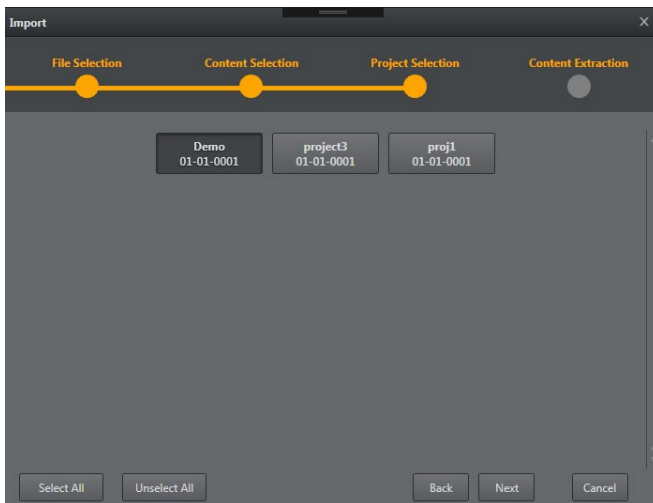 Import
File Selection Content Selection Project Selection Content Extraction
Demo project3 proj1
01-01-0001 01-01-0001 01-01-0001
Select All Unselect All Back Next Cancel